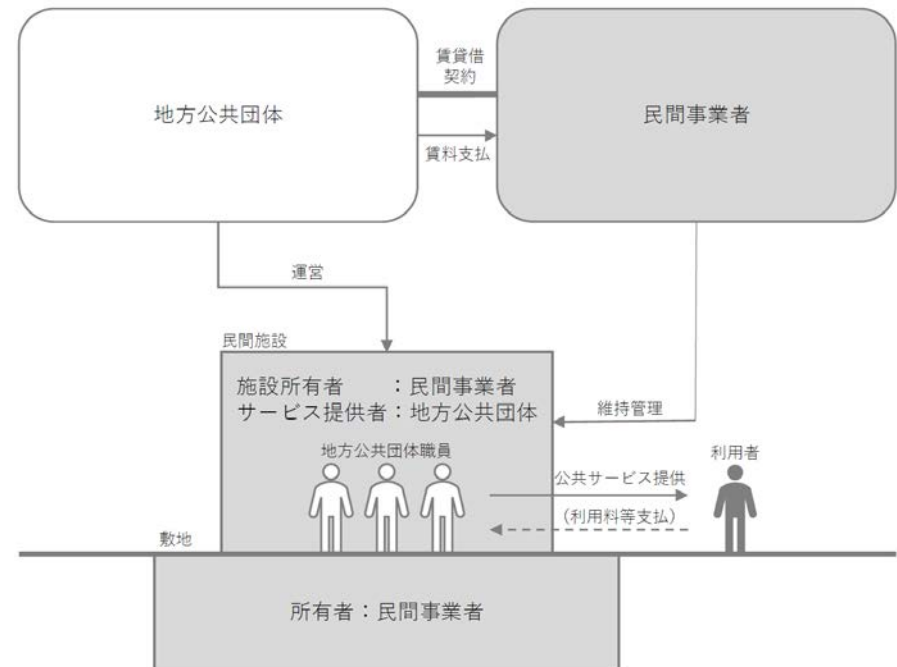 賃貸借
契約
地方公共団体
民間事業者
賃料支払
運営
民間施設
施設所有者　　：民間事業者
サービス提供者：地方公共団体
維持管理
地方公共団体職員
利用者
公共サービス提供
（利用料等支払）
敷地
所有者：民間事業者